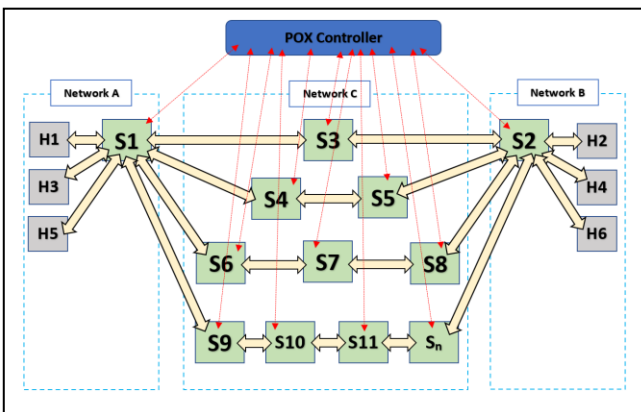 POX Controller
Network A
Network C
Network B
H1
S1
S3
S2
H2
H3
S4
S5
H4
H5
H6
S6
S7
S8
S9
S10
S11
Sn